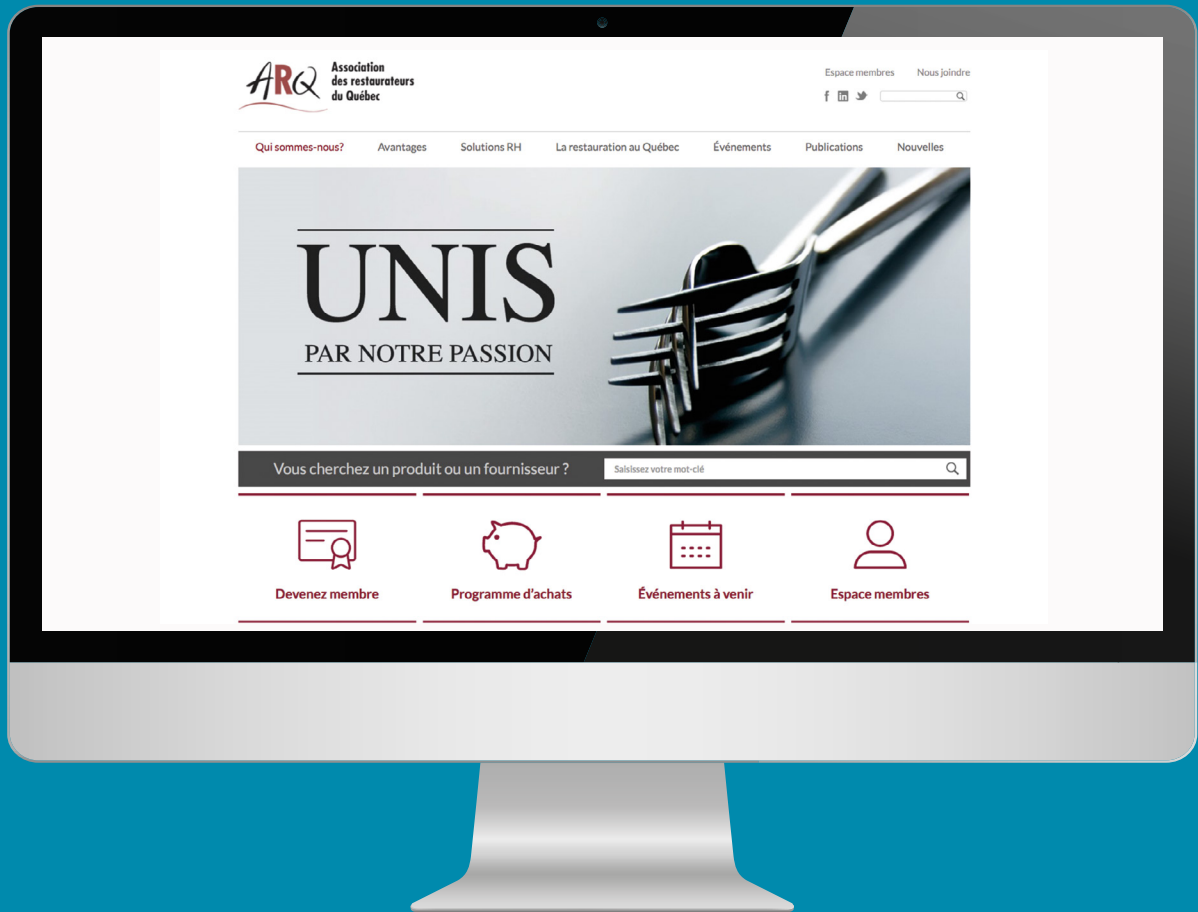 ARQ
Association
des restaurateurs
du Québec
Espace membres Nous joindre
Qui sommes-nous? Avantages Solutions RH La restauration au Québec Événements Publications Nouvelles
UNIS
PAR NOTRE PASSION
Vous cherchez un produit ou un fournisseur ? Saisissez votre mot-clé
Devenez membre Programme d'achats Événements à venir Espace membres